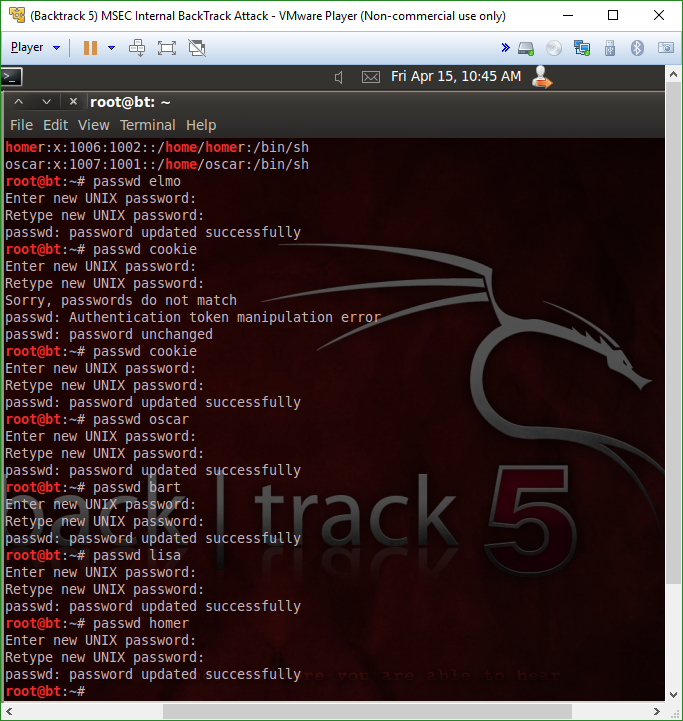 (Backtrack 5) MSEC Internal BackTrack Attack - VMware Player (Non-commercial use only)
Player
Fri Apr 15, 10:45 AM
root@bt: ~
File Edit View Terminal Help
homer:x:1006:1002::/home/homer:/bin/sh
oscar:x:1007:1001::/home/oscar:/bin/sh
root@bt:~# passwd elmo
Enter new UNIX password:
Retype new UNIX password:
passwd: password updated successfully
root@bt:~# passwd cookie
Enter new UNIX password:
Retype new UNIX password:
Sorry, passwords do not match
passwd: Authentication token manipulation error
passwd: password unchanged
root@bt:~# passwd cookie
Enter new UNIX password:
Retype new UNIX password:
passwd: password updated successfully
root@bt:~# passwd oscar
Enter new UNIX password:
Retype new UNIX password:
passwd: password updated successfully
root@bt:~# passwd bart
Enter new UNIX password:
Retype new UNIX password:
passwd: password updated successfully
root@bt:~# passwd lisa
Enter new UNIX password:
Retype new UNIX password:
passwd: password updated successfully
root@bt:~# passwd homer
Enter new UNIX password:
Retype new UNIX password:
passwd: password updated successfully
root@bt:~#
back | track 5
you are able to hear